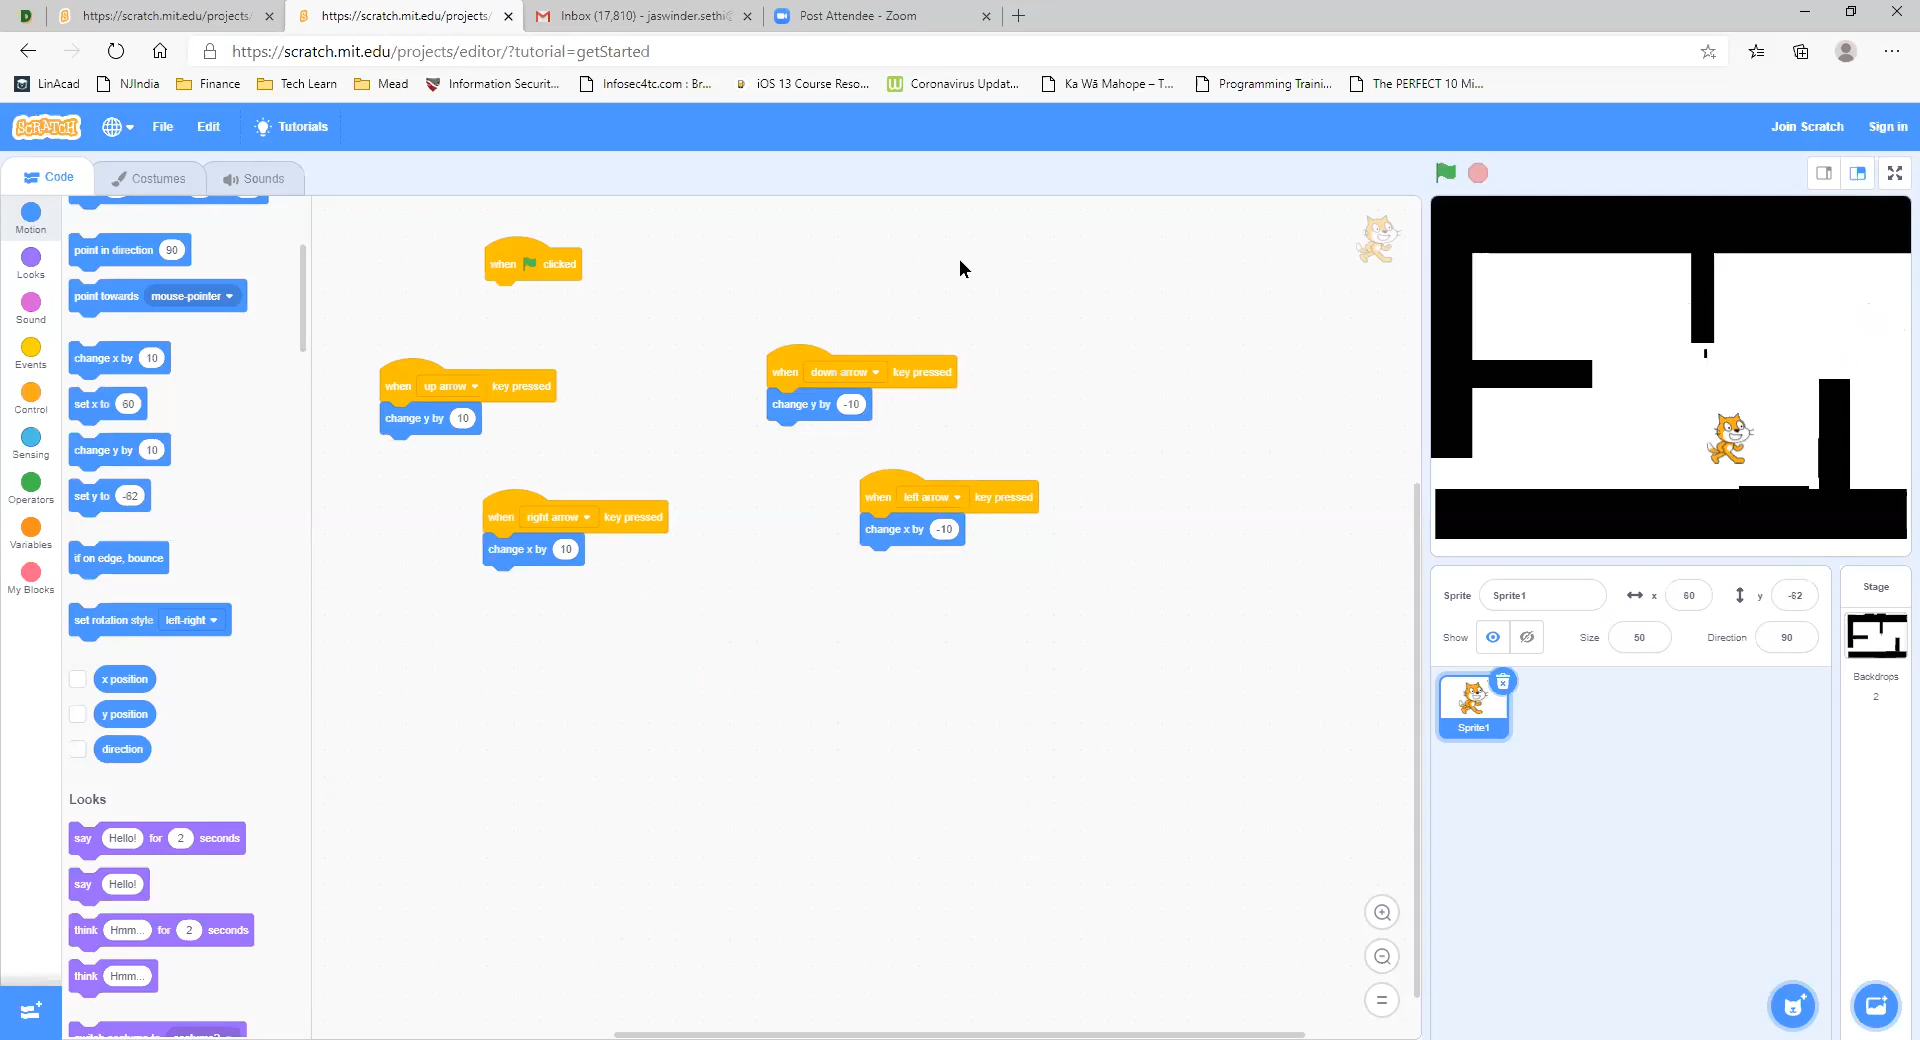 https://scratch.mit.edu/projects/
https://scratch.mit.edu/projects/
Inbox (17,810) - jaswinder.sethi
Post Attendee - Zoom
https://scratch.mit.edu/projects/editor/?tutorial=getStarted
LinAcad
NJIndia
Finance
Tech Learn
Mead
Information Securit...
Infosec4tc.com : Br...
iOS 13 Course Reso...
Coronavirus Updat...
Ka Wā Mahope – T...
Programming Traini...
The PERFECT 10 Mi...
SCRATCH
File
Edit
Tutorials
Join Scratch
Sign in
Code
Costumes
Sounds
Motion
Looks
Sound
Events
Control
Sensing
Operators
Variables
My Blocks
point in direction 90
point towards mouse-pointer
change x by 10
set x to 60
change y by 10
set y to -62
if on edge, bounce
set rotation style left-right
x position
y position
direction
Looks
say Hello! for 2 seconds
say Hello!
think Hmm... for 2 seconds
think Hmm...
when clicked
when up arrow key pressed
change y by 10
when down arrow key pressed
change y by -10
when right arrow key pressed
change x by 10
when left arrow key pressed
change x by -10
Sprite Sprite1 x 60 y -62
Show Size 50 Direction 90
Sprite1
Stage
Backdrops
2